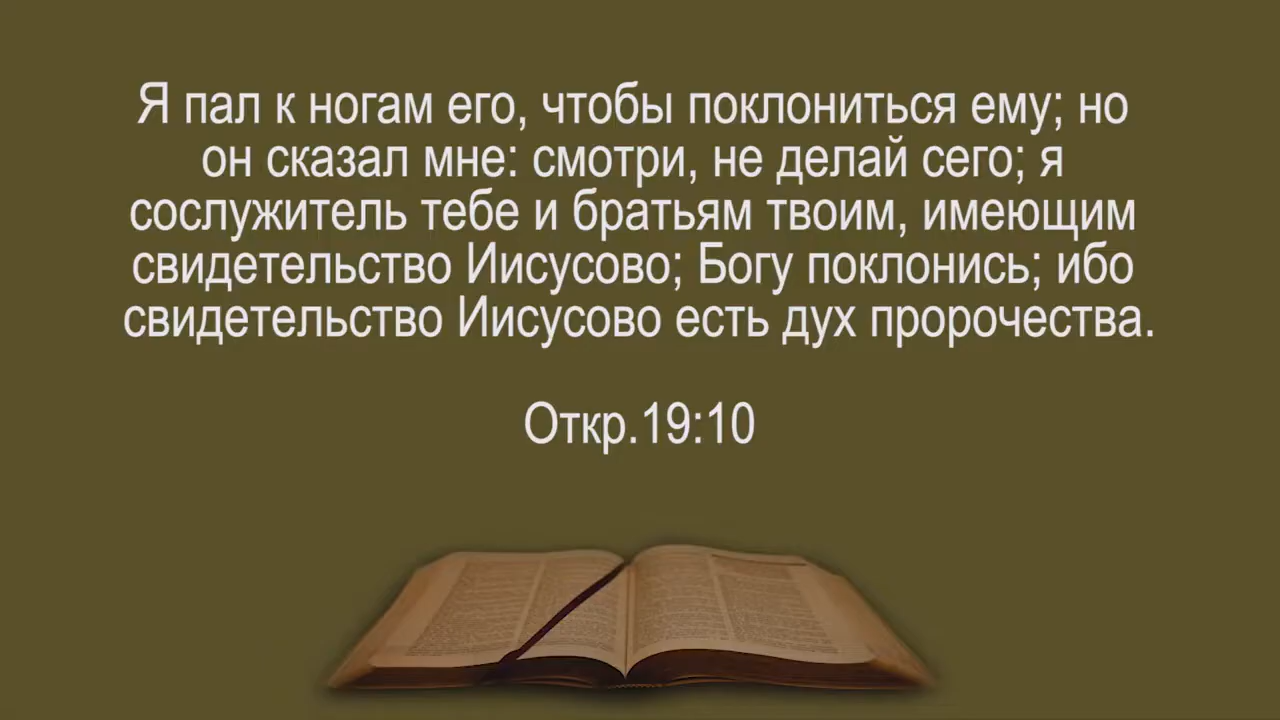 Я пал к ногам его, чтобы поклониться ему; но
он сказал мне: смотри, не делай сего; я
сослужитель тебе и братьям твоим, имеющим
свидетельство Иисусово; Богу поклонись; ибо
свидетельство Иисусово есть дух пророчества.
Откр.19:10